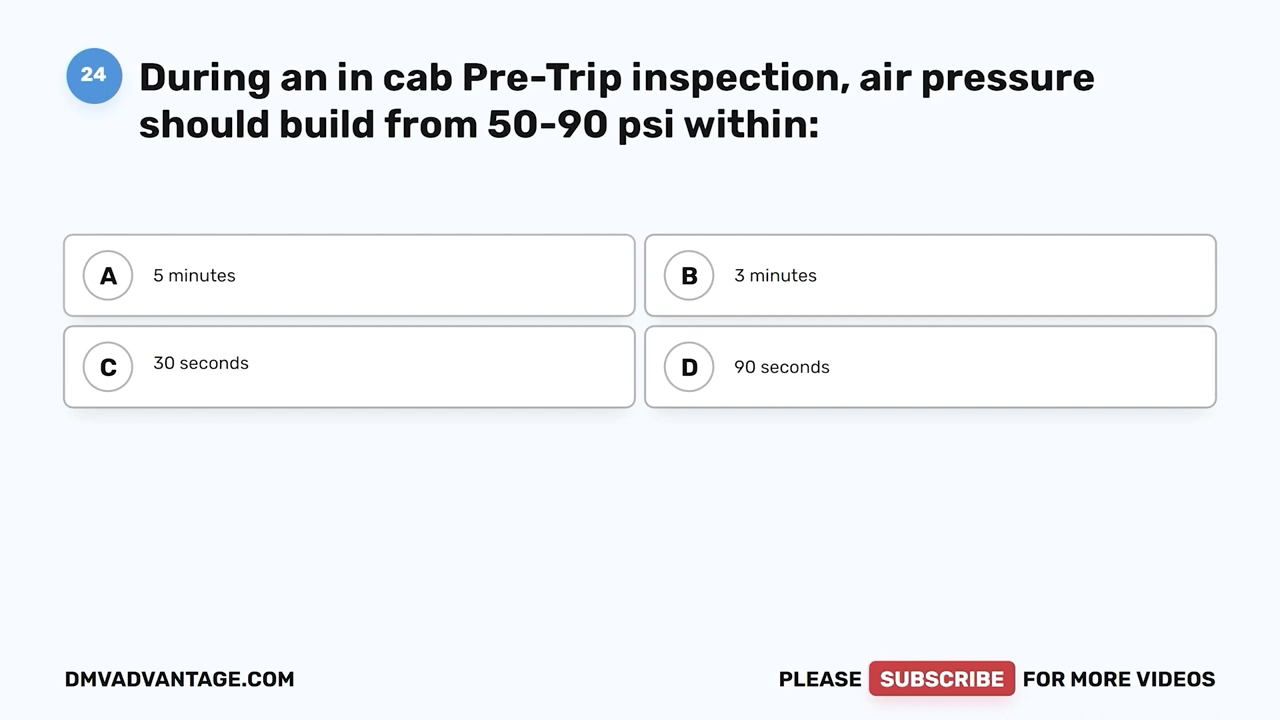 24
During an in cab Pre-Trip inspection, air pressure
should build from 50-90 psi within:
A 5 minutes
B 3 minutes
C 30 seconds
D 90 seconds
DMVADVANTAGE.COM
PLEASE SUBSCRIBE FOR MORE VIDEOS